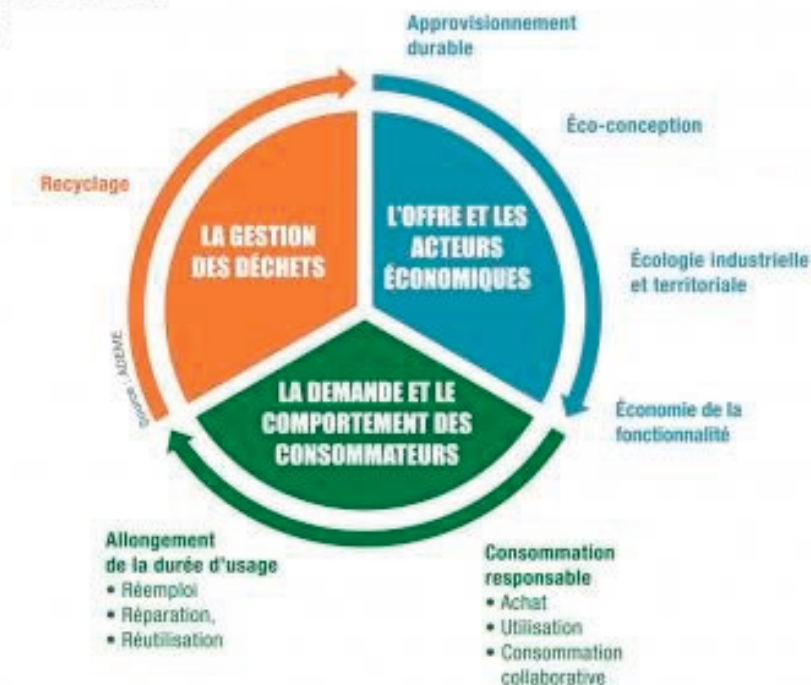 Approvisionnement
durable
Éco-conception
Recyclage
LA GESTION
DES DÉCHETS
L'OFFRE ET LES
ACTEURS
ÉCONOMIQUES
Écologie industrielle
et territoriale
Source : ADEME
LA DEMANDE ET LE
COMPORTEMENT DES
CONSOMMATEURS
Économie de la
fonctionnalité
Allongement
de la durée d'usage
• Réemploi
• Réparation,
• Réutilisation
Consommation
responsable
• Achat
• Utilisation
• Consommation
collaborative